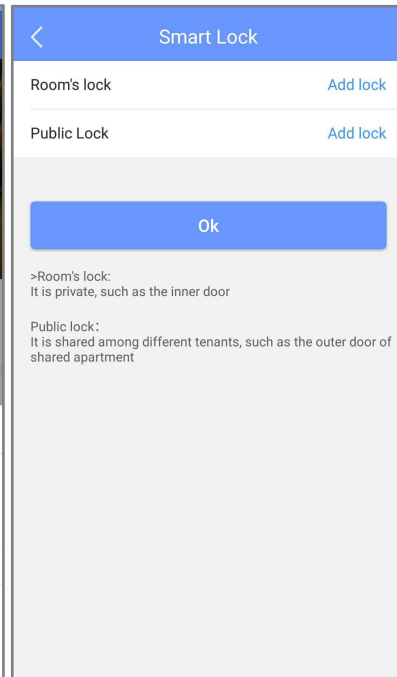 Smart Lock
Room's lock Add lock
Public Lock Add lock
Ok
>Room's lock:
It is private, such as the inner door
Public lock：
It is shared among different tenants, such as the outer door of
shared apartment